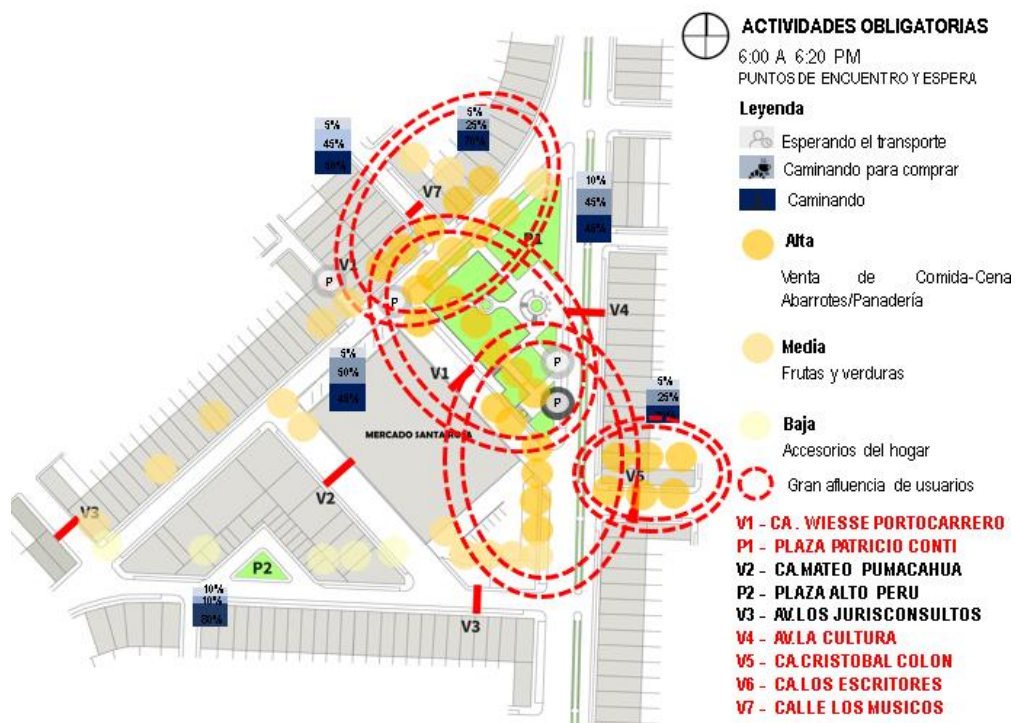 5%
45%
5%
25%
70%
10%
45%
45%
V7
P1
V1
P
P
V4
5%
50%
45%
V1
P
P
5%
25%
MERCADO SANTA ROSA
V5
V2
V3
P2
V3
10%
10%
80%
ACTIVIDADES OBLIGATORIAS
6:00 A 6:20 PM
PUNTOS DE ENCUENTRO Y ESPERA
Leyenda
Esperando el transporte
Caminando para comprar
Caminando
Alta
Venta de Comida-Cena
Abarrotes/Panadería
Media
Frutas y verduras
Baja
Accesorios del hogar
Gran afluencia de usuarios
V1 - CA. WIESSE PORTOCARRERO
P1 - PLAZA PATRICIO CONTI
V2 - CA.MATEO PUMACAHUA
P2 - PLAZA ALTO PERU
V3 - AV.LOS JURISCONSULTOS
V4 - AV.LA CULTURA
V5 - CA.CRISTOBAL COLON
V6 - CA.LOS ESCRITORES
V7 - CALLE LOS MUSICOS